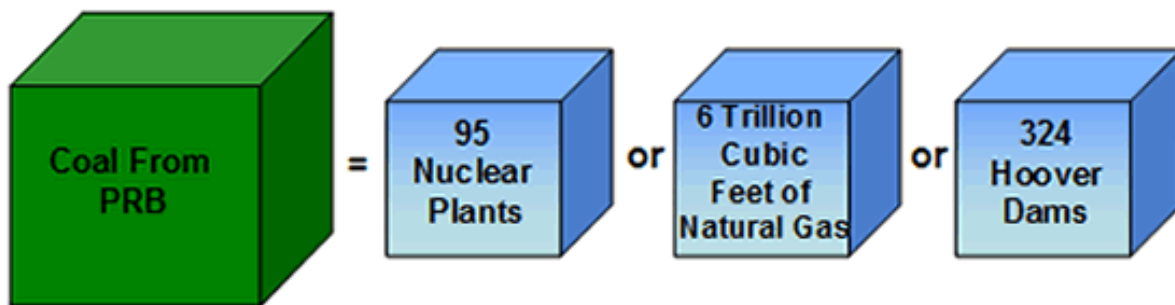 Coal From
PRB
=
95
Nuclear
Plants
or
6 Trillion
Cubic
Feet of
Natural Gas
or
324
Hoover
Dams